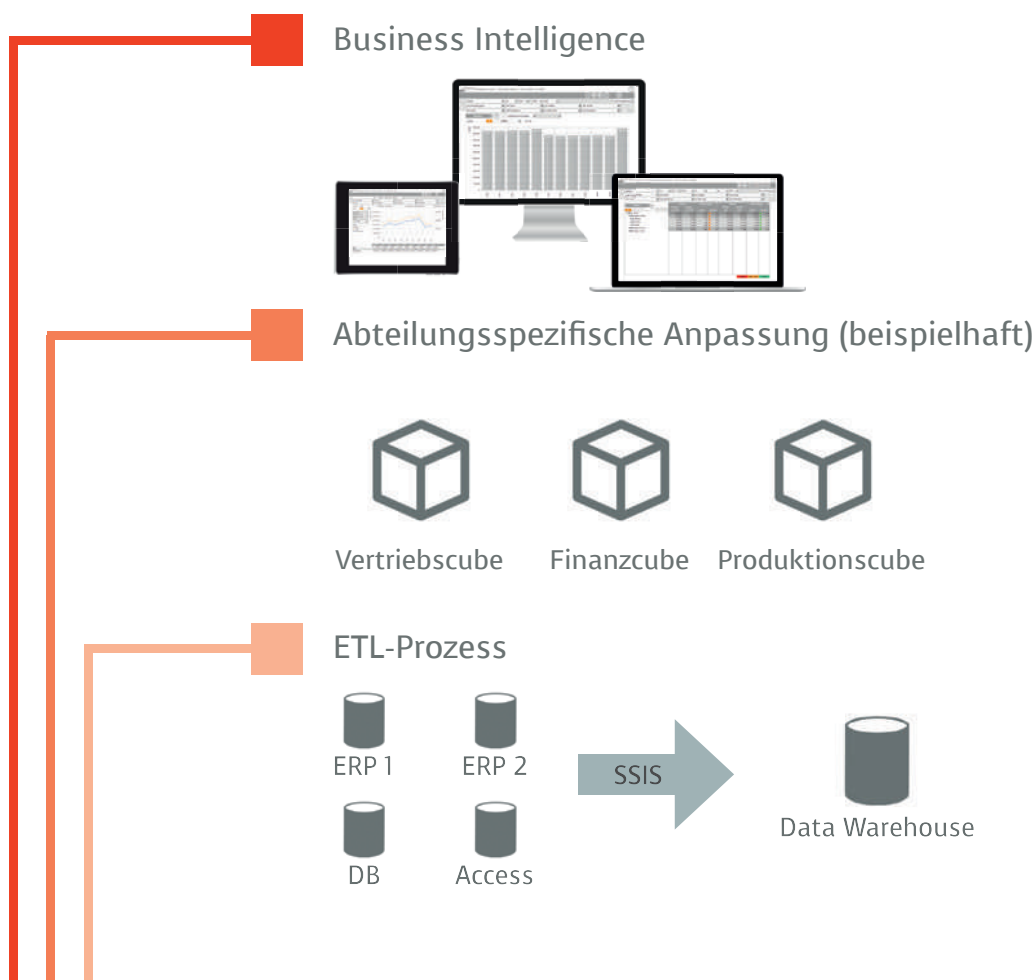 Business Intelligence
Abteilungsspezifische Anpassung (beispielhaft)
Vertriebscube Finanzcube Produktionscube
ETL-Prozess
ERP 1 ERP 2
SSIS
Data Warehouse
DB Access